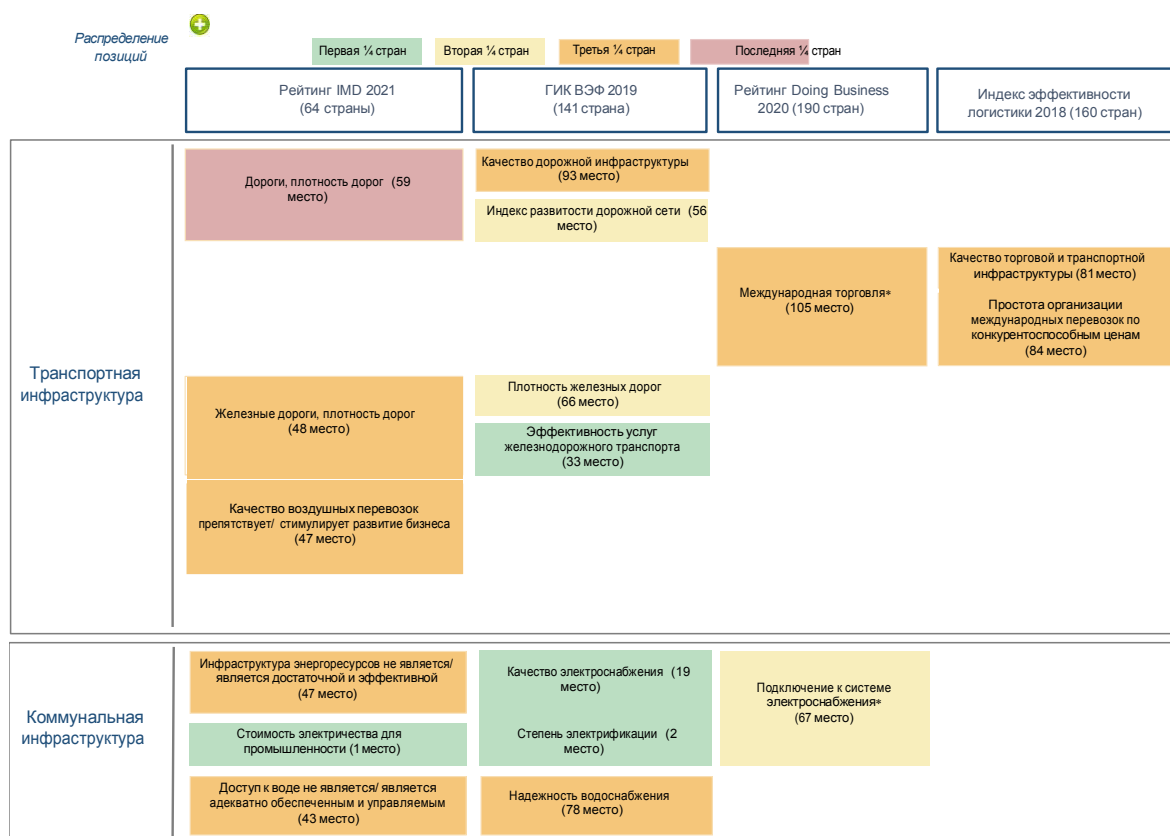 Распределение
позиций
Первая ¼ стран
Вторая ¼ стран
Третья ¼ стран
Последняя ¼ стран
Рейтинг IMD 2021
(64 страны)
ГИК ВЭФ 2019
(141 страна)
Рейтинг Doing Business
2020 (190 стран)
Индекс эффективности
логистики 2018 (160 стран)
Транспортная
инфраструктура
Дороги, плотность дорог (59
место)
Качество дорожной инфраструктуры
(93 место)
Индекс развитости дорожной сети (56
место)
Международная торговля*
(105 место)
Качество торговой и транспортной
инфраструктуры (81 место)
Простота организации
международных перевозок по
конкурентоспособным ценам
(84 место)
Железные дороги, плотность дорог
(48 место)
Плотность железных дорог
(66 место)
Эффективность услуг
железнодорожного транспорта
(33 место)
Качество воздушных перевозок
препятствует/ стимулирует развитие бизнеса
(47 место)
Коммунальная
инфраструктура
Инфраструктура энергоресурсов не является/
является достаточной и эффективной
(47 место)
Качество электроснабжения (19
место)
Подключение к системе
электроснабжения*
(67 место)
Стоимость электричества для
промышленности (1 место)
Степень электрификации (2
место)
Доступ к воде не является/ является
адекватно обеспеченным и управляемым
(43 место)
Надежность водоснабжения
(78 место)